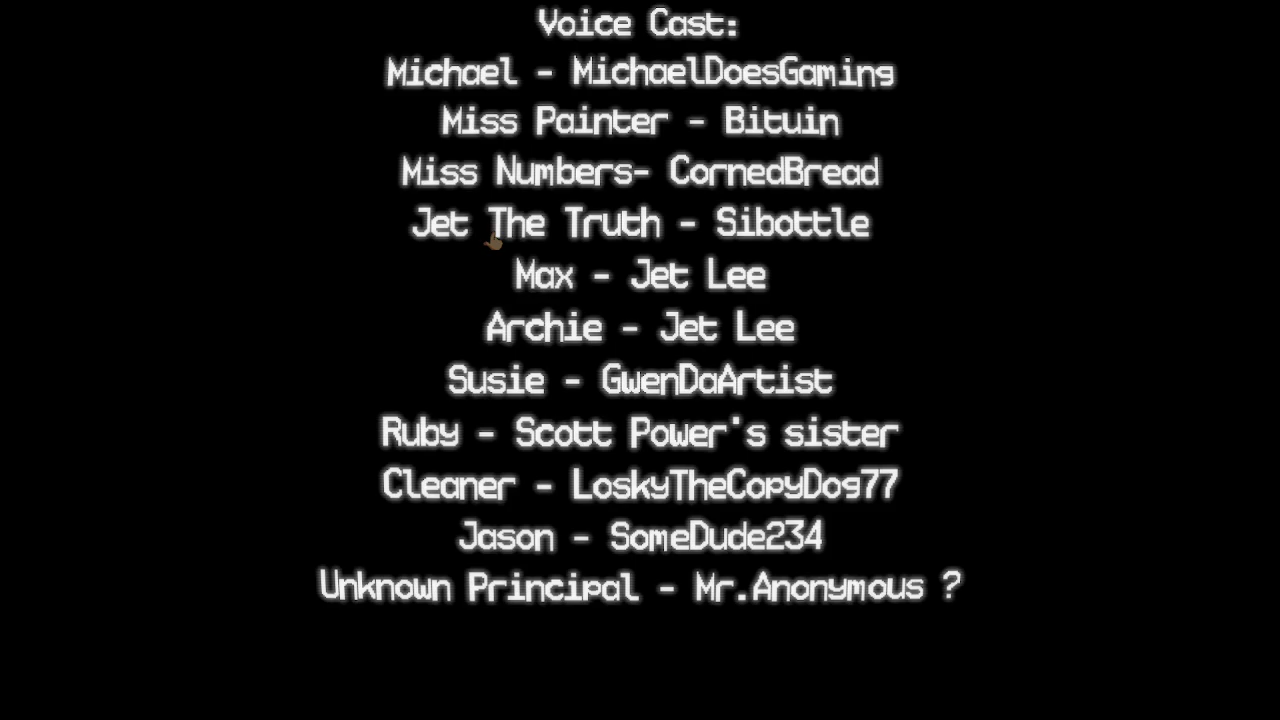 Voice Cast:
Michael - MichaelDoesGaming
Miss Painter - Bituin
Miss Numbers- CornedBread
Jet The Truth - Sibottle
Max - Jet Lee
Archie - Jet Lee
Susie - GwenDaArtist
Ruby - Scott Power's sister
Cleaner - LoskyTheCopyDog77
Jason - SomeDude234
Unknown Principal - Mr.Anonymous ?